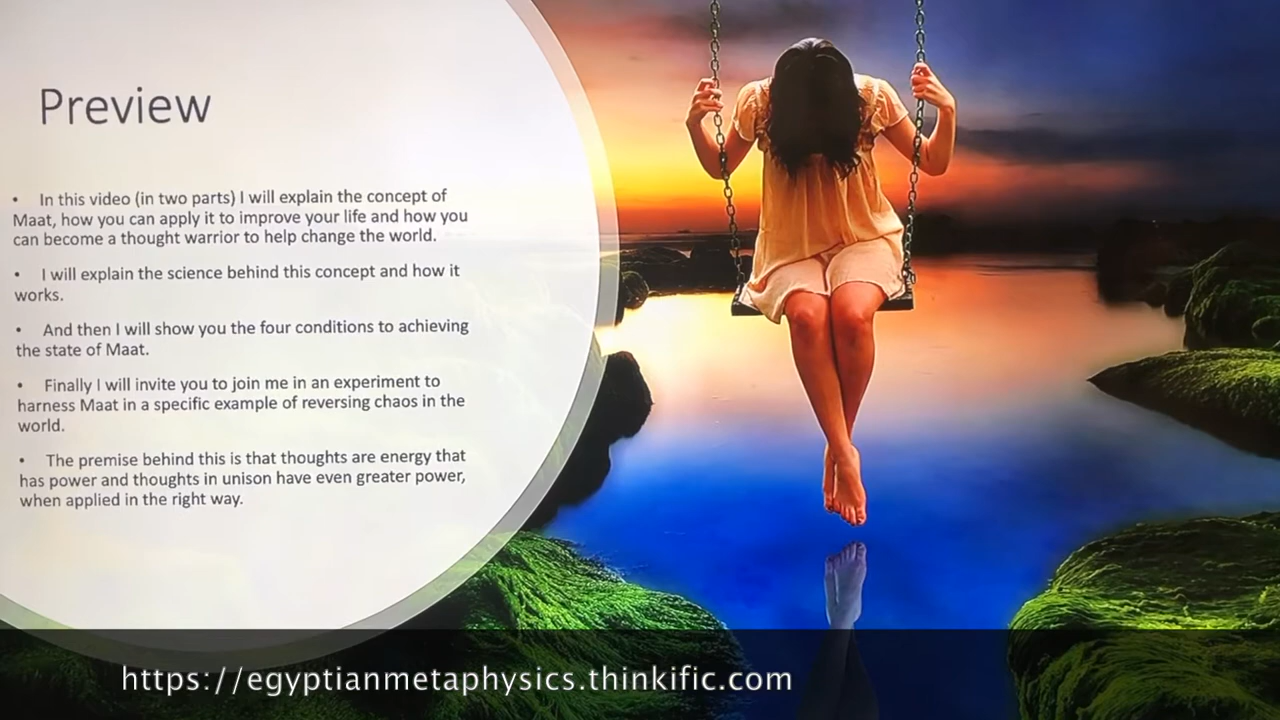 Preview
• In this video (in two parts) I will explain the concept of
Maat, how you can apply it to improve your life and how you
can become a thought warrior to help change the world.
• I will explain the science behind this concept and how it
works.
• And then I will show you the four conditions to achieving
the state of Maat.
• Finally I will invite you to join me in an experiment to
harness Maat in a specific example of reversing chaos in the
world.
• The premise behind this is that thoughts are energy that
has power and thoughts in unison have even greater power,
when applied in the right way.
https://egyptianmetaphysics.thinkific.com